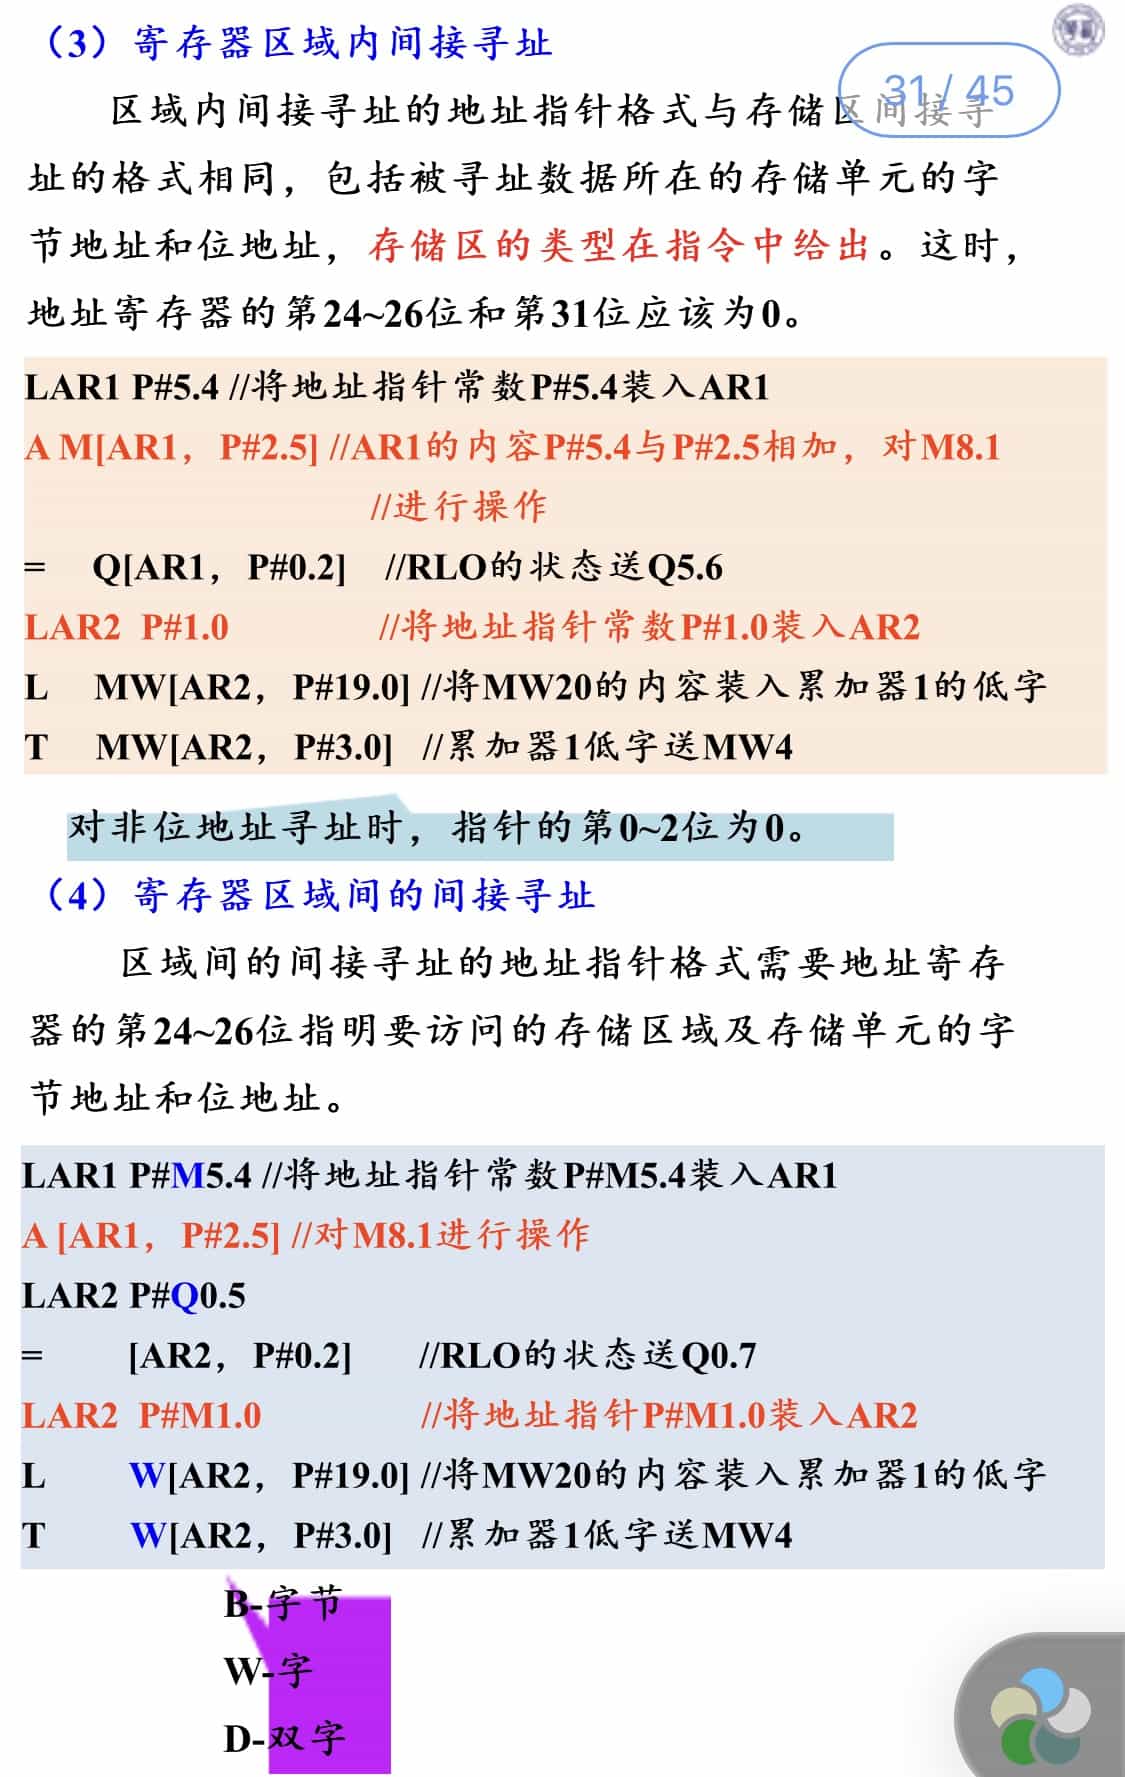 （3）寄存器区域内间接寻址
31 / 45
区域内间接寻址的地址指针格式与存储区间接寻
址的格式相同，包括被寻址数据所在的存储单元的字
节地址和位地址，存储区的类型在指令中给出。这时，
地址寄存器的第24~26位和第31位应该为0。
LAR1 P#5.4 //将地址指针常数P#5.4装入AR1
A M[AR1，P#2.5] //AR1的内容P#5.4与P#2.5相加，对M8.1
//进行操作
= Q[AR1，P#0.2] //RLO的状态送Q5.6
LAR2 P#1.0 //将地址指针常数P#1.0装入AR2
L MW[AR2，P#19.0] //将MW20的内容装入累加器1的低字
T MW[AR2，P#3.0] //累加器1低字送MW4
对非位地址寻址时，指针的第0~2位为0。
（4）寄存器区域间的间接寻址
区域间的间接寻址的地址指针格式需要地址寄存
器的第24~26位指明要访问的存储区域及存储单元的字
节地址和位地址。
LAR1 P#M5.4 //将地址指针常数P#M5.4装入AR1
A [AR1，P#2.5] //对M8.1进行操作
LAR2 P#Q0.5
= [AR2，P#0.2] //RLO的状态送Q0.7
LAR2 P#M1.0 //将地址指针P#M1.0装入AR2
L W[AR2，P#19.0] //将MW20的内容装入累加器1的低字
T W[AR2，P#3.0] //累加器1低字送MW4
B-字节
W-字
D-双字